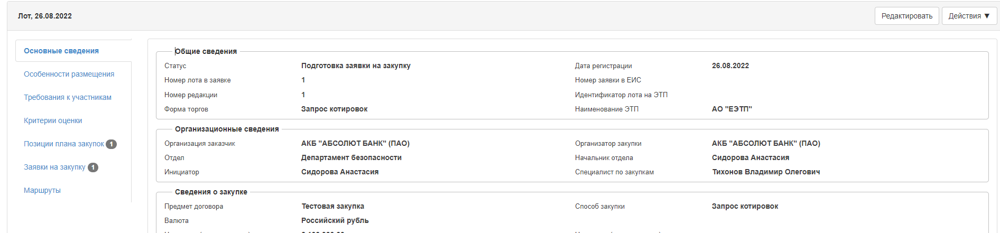 Лот, 26.08.2022
Редактировать
Действия ▼
Основные сведения
Особенности размещения
Требования к участникам
Критерии оценки
Позиции плана закупок 1
Заявки на закупку 1
Маршруты
Общие сведения
Статус Подготовка заявки на закупку Дата регистрации 26.08.2022
Номер лота в заявке 1 Номер заявки в ЕИС
Номер редакции 1 Идентификатор лота на ЭТП
Форма торгов Запрос котировок Наименование ЭТП АО "ЕЭТП"
Организационные сведения
Организация заказчик АКБ "АБСОЛЮТ БАНК" (ПАО) Организатор закупки АКБ "АБСОЛЮТ БАНК" (ПАО)
Отдел Департамент безопасности Начальник отдела Сидорова Анастасия
Инициатор Сидорова Анастасия Специалист по закупкам Тихонов Владимир Олегович
Сведения о закупке
Предмет договора Тестовая закупка Способ закупки Запрос котировок
Валюта Российский рубль